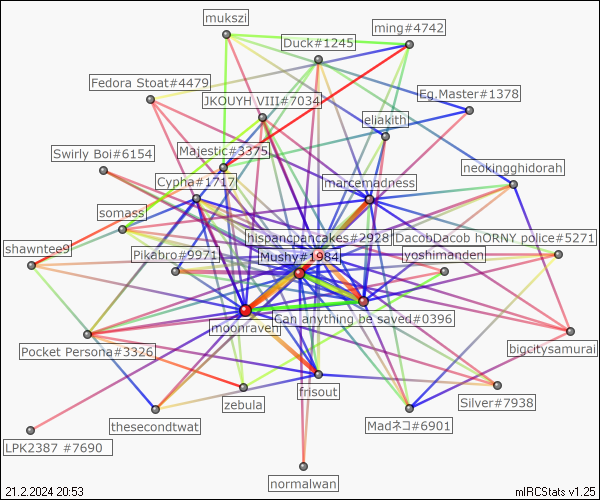 mukszi
ming#4742
Duck#1245
Fedora Stoat#4479
Eg.Master#1378
JKOUYH VIII#7034
eliakith
Majestic#3375
Swirly Boi#6154
neokingghidorah
Cypha#1717
marcemadness
somass
hispancpancakes#2928
DacobDacob hORNY police#5271
shawntee9
Pikabro#9971
Mushy#1984
yoshimanden
Can anything be saved#0396
moonraven
Pocket Persona#3326
bigcitysamurai
frisout
zebula
Silver#7938
thesecondtwat
Madネコ#6901
LPK2387 #7690
normalwan
21.2.2024 20:53
mIRCStats v1.25